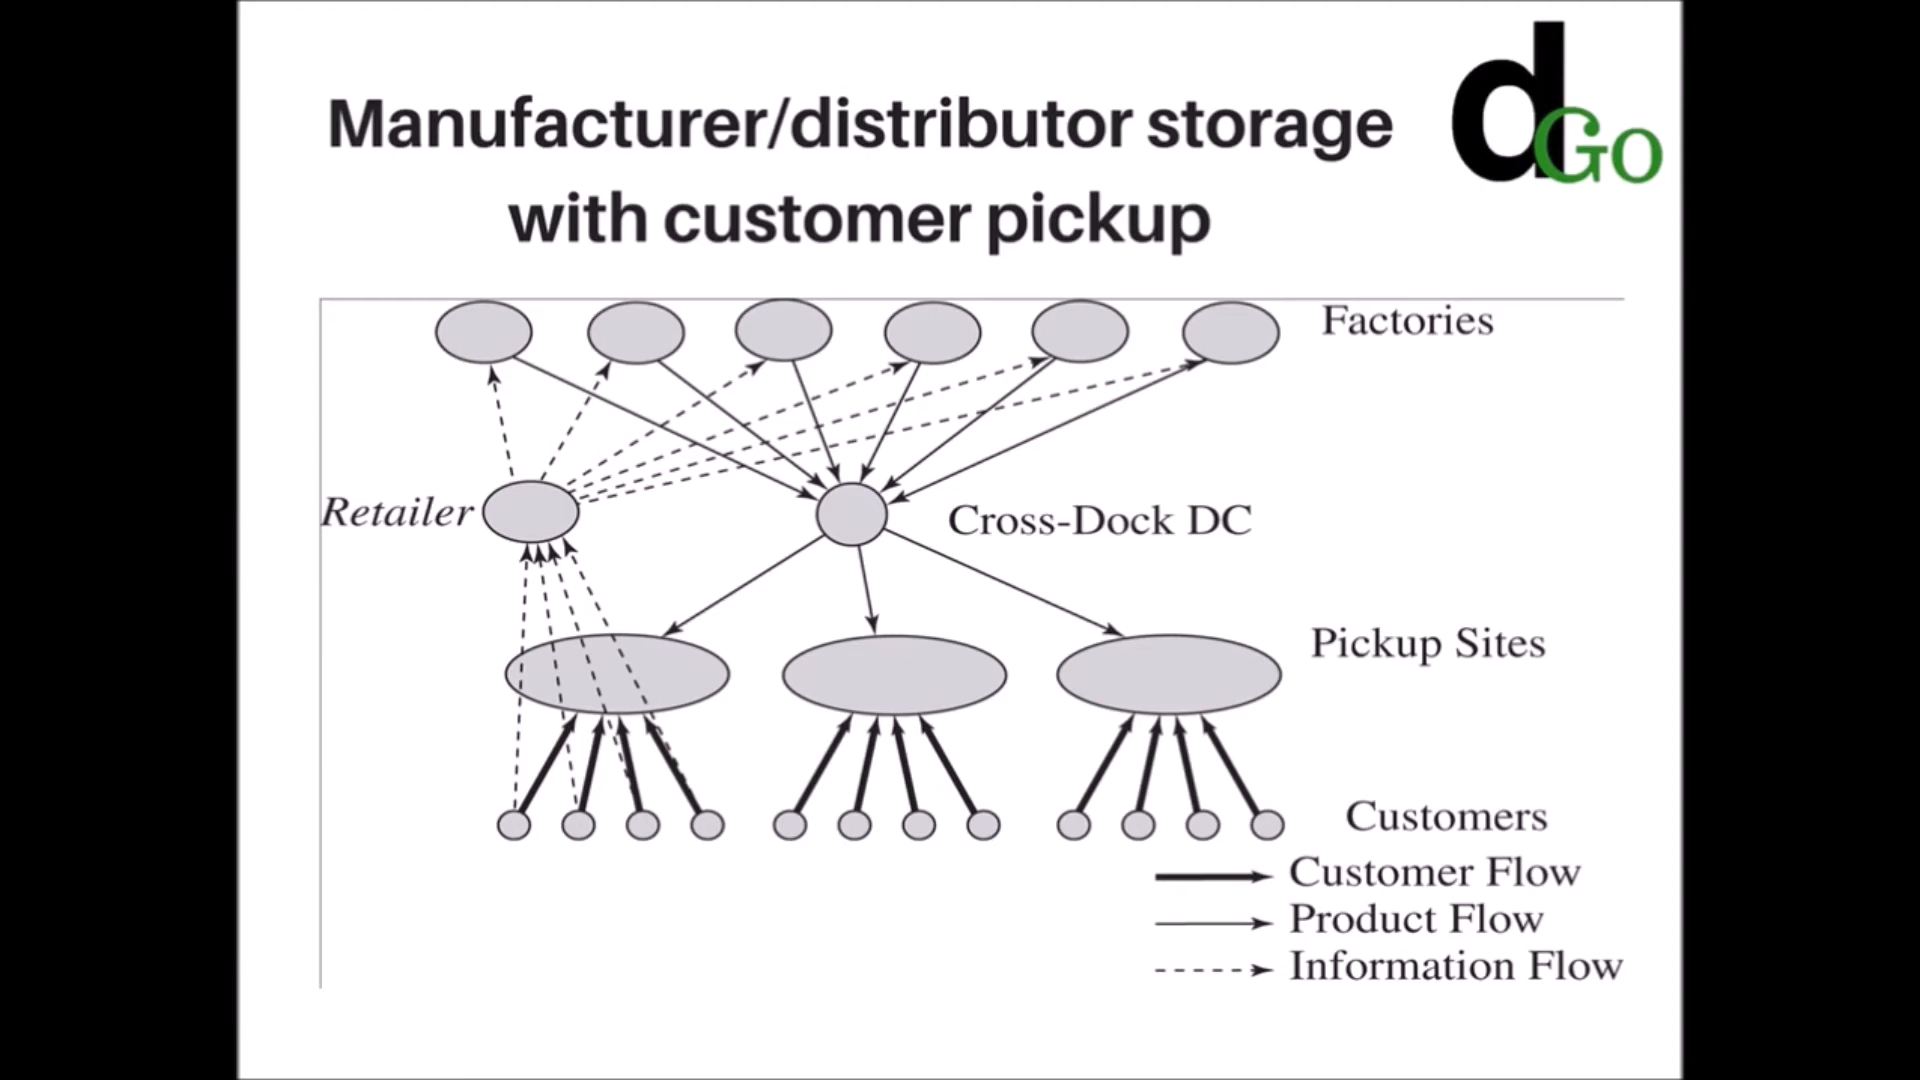 Manufacturer/distributor storage
with customer pickup
dGo
Factories
Retailer
Cross-Dock DC
Pickup Sites
Customers
Customer Flow
Product Flow
Information Flow